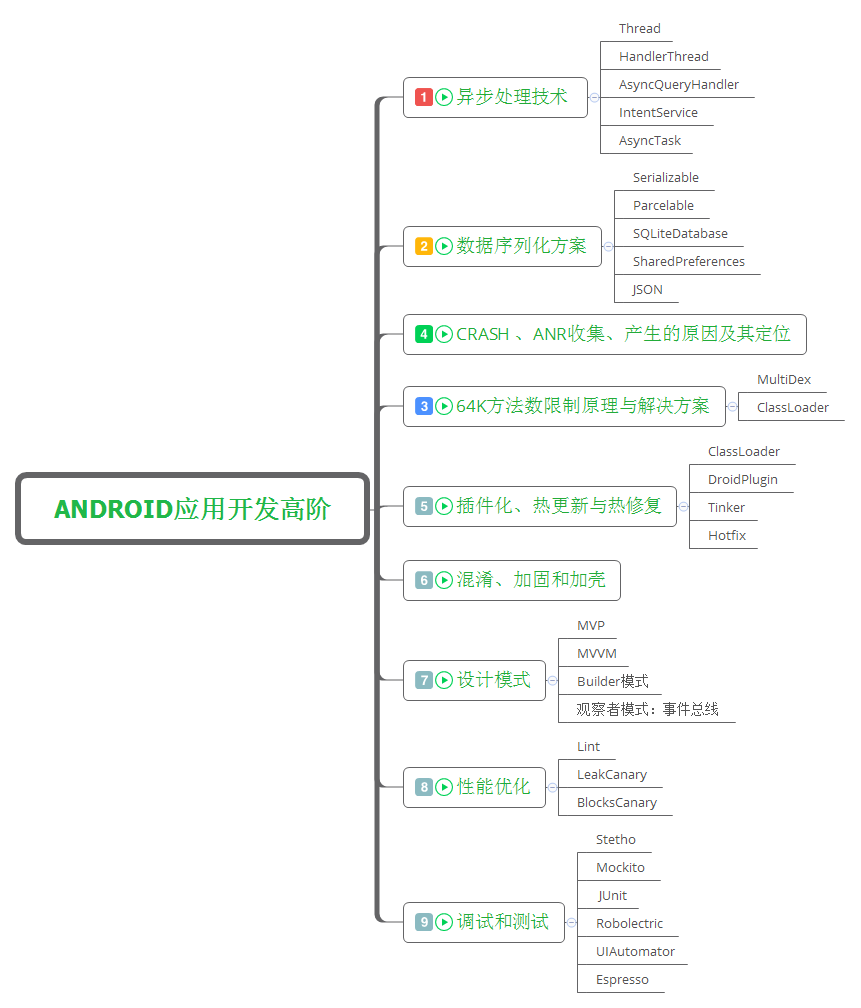 ANDROID应用开发高阶
1 异步处理技术
Thread
HandlerThread
AsyncQueryHandler
IntentService
AsyncTask
2 数据序列化方案
Serializable
Parcelable
SQLiteDatabase
SharedPreferences
JSON
4 CRASH 、ANR收集、产生的原因及其定位
3 64K方法数限制原理与解决方案
MultiDex
ClassLoader
5 插件化、热更新与热修复
ClassLoader
DroidPlugin
Tinker
Hotfix
6 混淆、加固和加壳
7 设计模式
MVP
MVVM
Builder模式
观察者模式：事件总线
8 性能优化
Lint
LeakCanary
BlocksCanary
9 调试和测试
Stetho
Mockito
JUnit
Robolectric
UIAutomator
Espresso